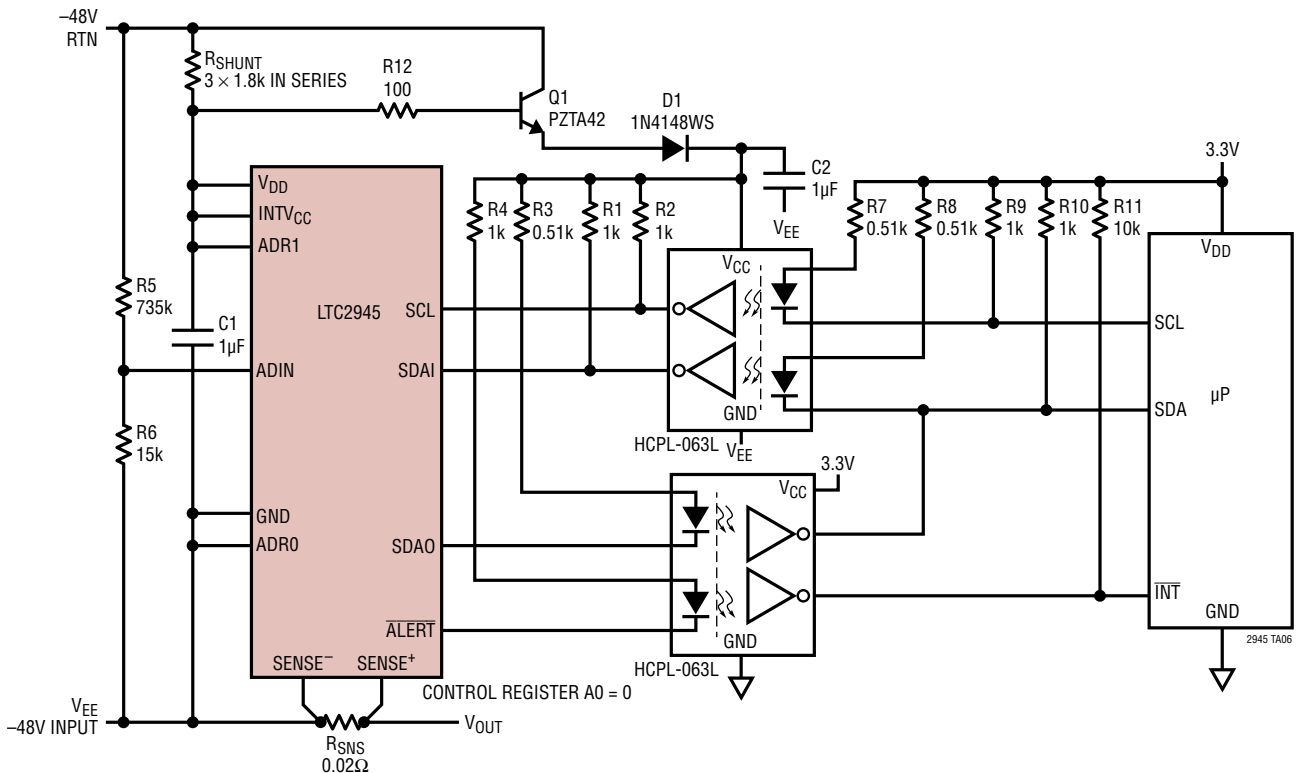 –48V
RTN
RSHUNT
3 × 1.8k IN SERIES
R12
100
Q1
PZTA42
D1
1N4148WS
C2
1µF
VEE
3.3V
R4
1k
R3
0.51k
R1
1k
R2
1k
R7
0.51k
R8
0.51k
R9
1k
R10
1k
R11
10k
VDD
INTVCC
ADR1
R5
735k
C1
1µF
LTC2945
SCL
SDAI
ADIN
VCC
GND
HCPL-063L
VEE
VDD
SCL
SDA
µP
INT
GND
2945 TA06
R6
15k
GND
ADR0
SDAO
ALERT
3.3V
VCC
GND
HCPL-063L
SENSE–
SENSE+
CONTROL REGISTER A0 = 0
VEE
–48V INPUT
VOUT
RSNS
0.02Ω